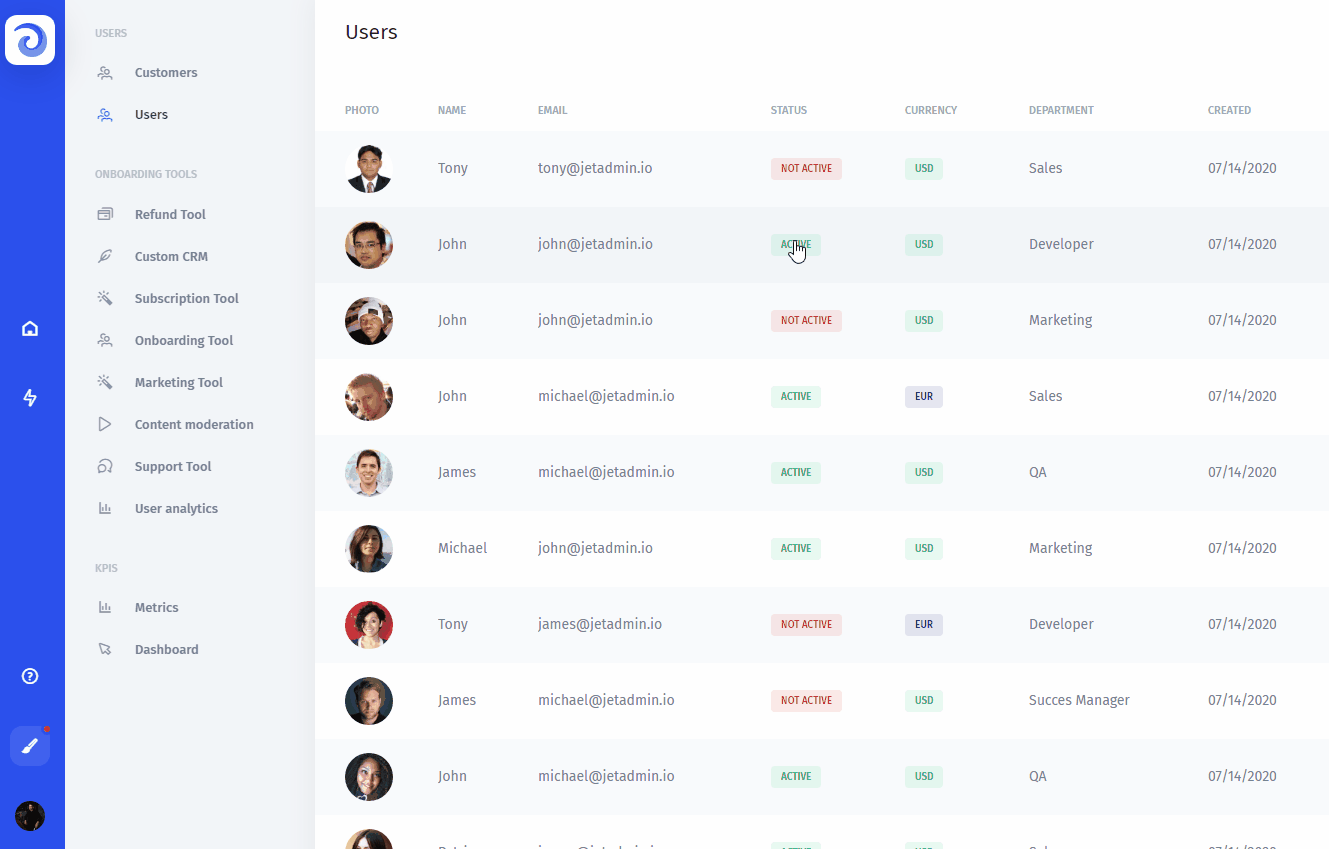 USERS
Customers
Users
ONBOARDING TOOLS
Refund Tool
Custom CRM
Subscription Tool
Onboarding Tool
Marketing Tool
Content moderation
Support Tool
User analytics
KPIS
Metrics
Dashboard
Users
PHOTO NAME EMAIL STATUS CURRENCY DEPARTMENT CREATED
Tony tony@jetadmin.io NOT ACTIVE USD Sales 07/14/2020
John john@jetadmin.io ACTIVE USD Developer 07/14/2020
John john@jetadmin.io NOT ACTIVE USD Marketing 07/14/2020
John michael@jetadmin.io ACTIVE EUR Sales 07/14/2020
James michael@jetadmin.io ACTIVE USD QA 07/14/2020
Michael john@jetadmin.io ACTIVE USD Marketing 07/14/2020
Tony james@jetadmin.io NOT ACTIVE EUR Developer 07/14/2020
James michael@jetadmin.io NOT ACTIVE USD Succes Manager 07/14/2020
John michael@jetadmin.io ACTIVE USD QA 07/14/2020